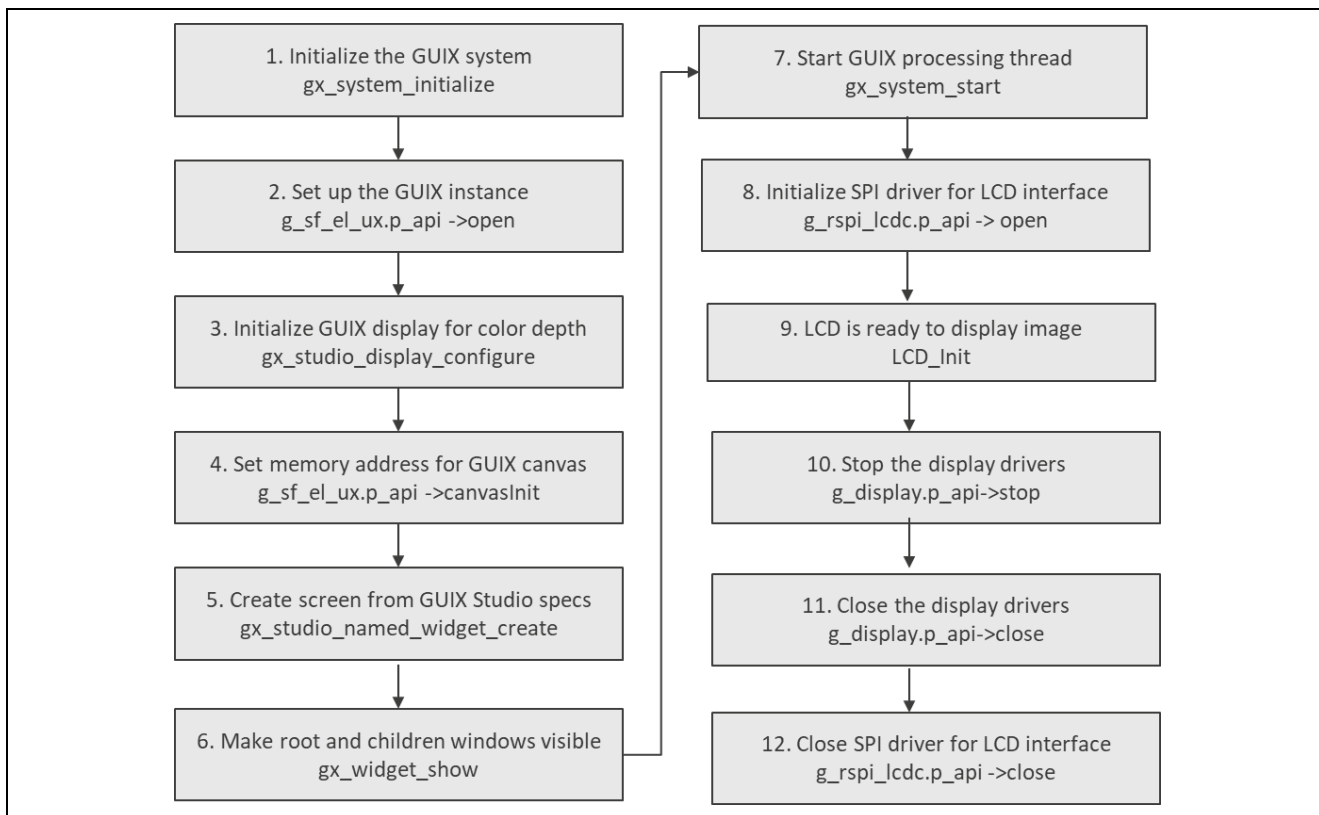 1. Initialize the GUIX system
gx_system_initialize
2. Set up the GUIX instance
g_sf_el_ux.p_api ->open
3. Initialize GUIX display for color depth
gx_studio_display_configure
4. Set memory address for GUIX canvas
g_sf_el_ux.p_api ->canvasInit
5. Create screen from GUIX Studio specs
gx_studio_named_widget_create
6. Make root and children windows visible
gx_widget_show
7. Start GUIX processing thread
gx_system_start
8. Initialize SPI driver for LCD interface
g_rspi_lcdc.p_api -> open
9. LCD is ready to display image
LCD_Init
10. Stop the display drivers
g_display.p_api->stop
11. Close the display drivers
g_display.p_api->close
12. Close SPI driver for LCD interface
g_rspi_lcdc.p_api ->close